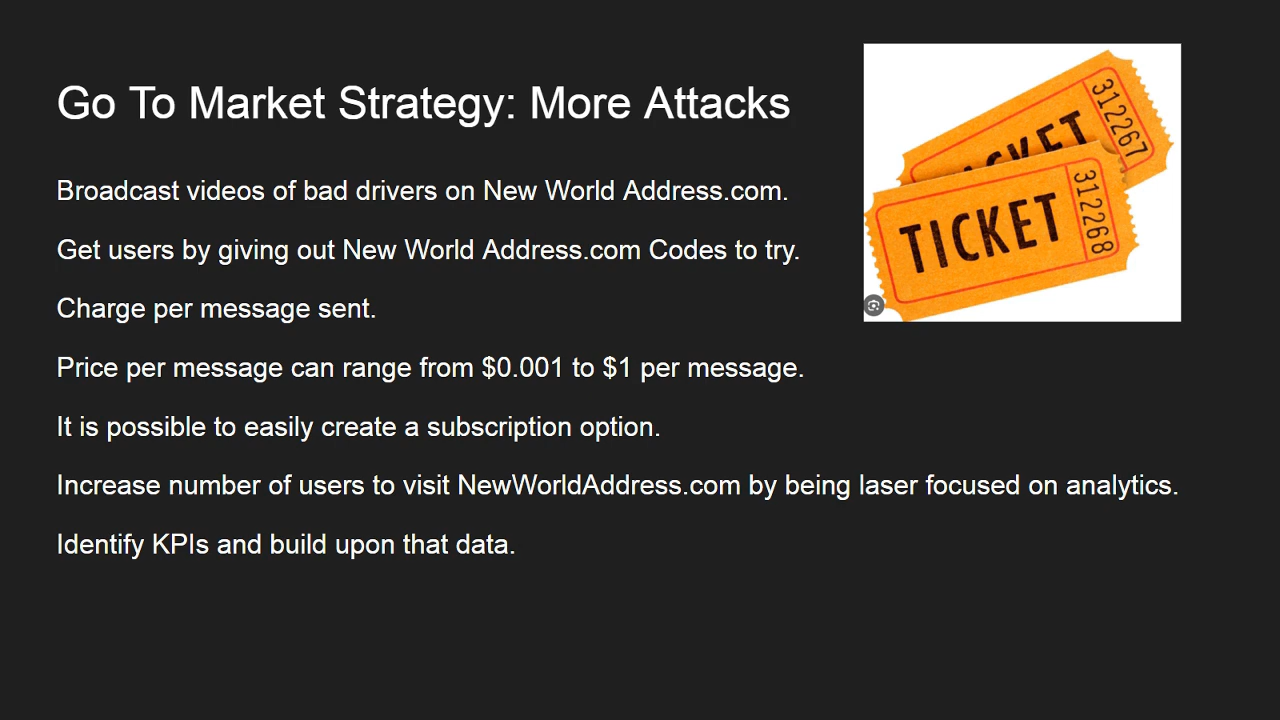 Go To Market Strategy: More Attacks
Broadcast videos of bad drivers on New World Address.com.
Get users by giving out New World Address.com Codes to try.
Charge per message sent.
Price per message can range from $0.001 to $1 per message.
It is possible to easily create a subscription option.
Increase number of users to visit NewWorldAddress.com by being laser focused on analytics.
Identify KPIs and build upon that data.
TICKET 312267
TICKET 312268